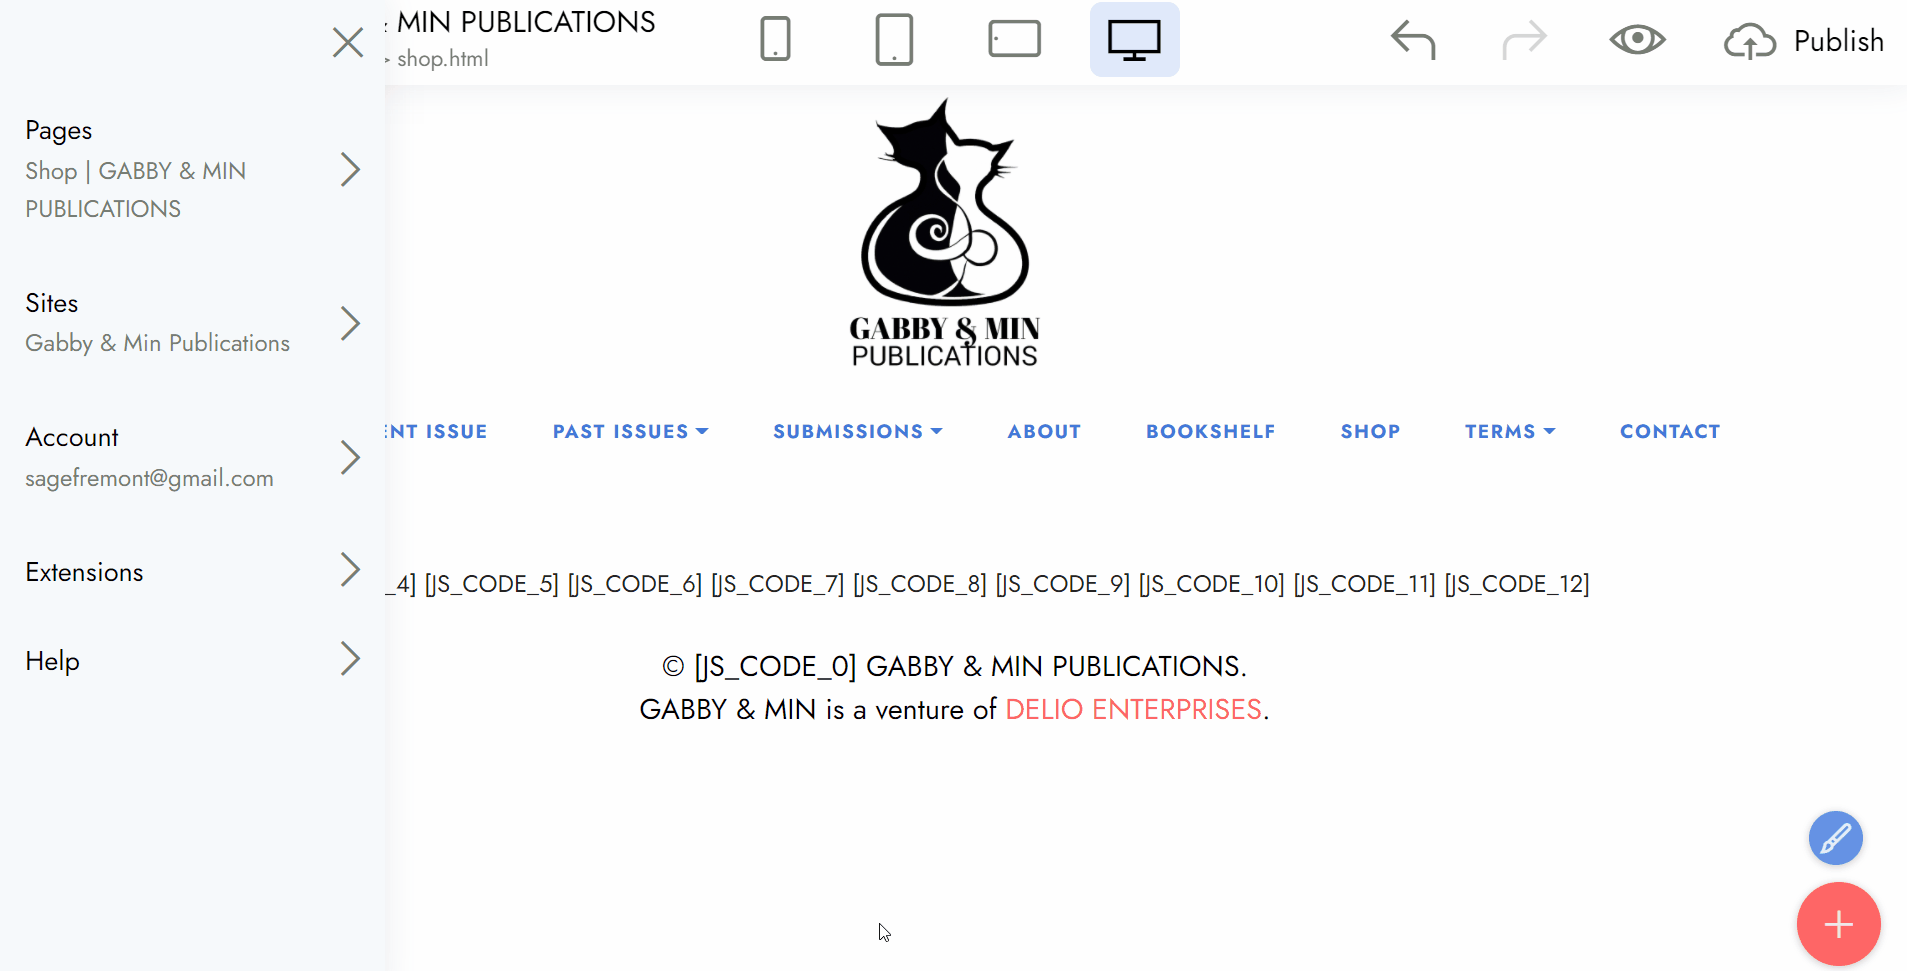 & MIN PUBLICATIONS
> shop.html
Publish
Pages
Shop | GABBY & MIN
PUBLICATIONS
Sites
Gabby & Min Publications
Account
sagefremont@gmail.com
Extensions
Help
GABBY & MIN
PUBLICATIONS
ENT ISSUE PAST ISSUES SUBMISSIONS ABOUT BOOKSHELF SHOP TERMS CONTACT
_4] [JS_CODE_5] [JS_CODE_6] [JS_CODE_7] [JS_CODE_8] [JS_CODE_9] [JS_CODE_10] [JS_CODE_11] [JS_CODE_12]
© [JS_CODE_0] GABBY & MIN PUBLICATIONS.
GABBY & MIN is a venture of DELIO ENTERPRISES.